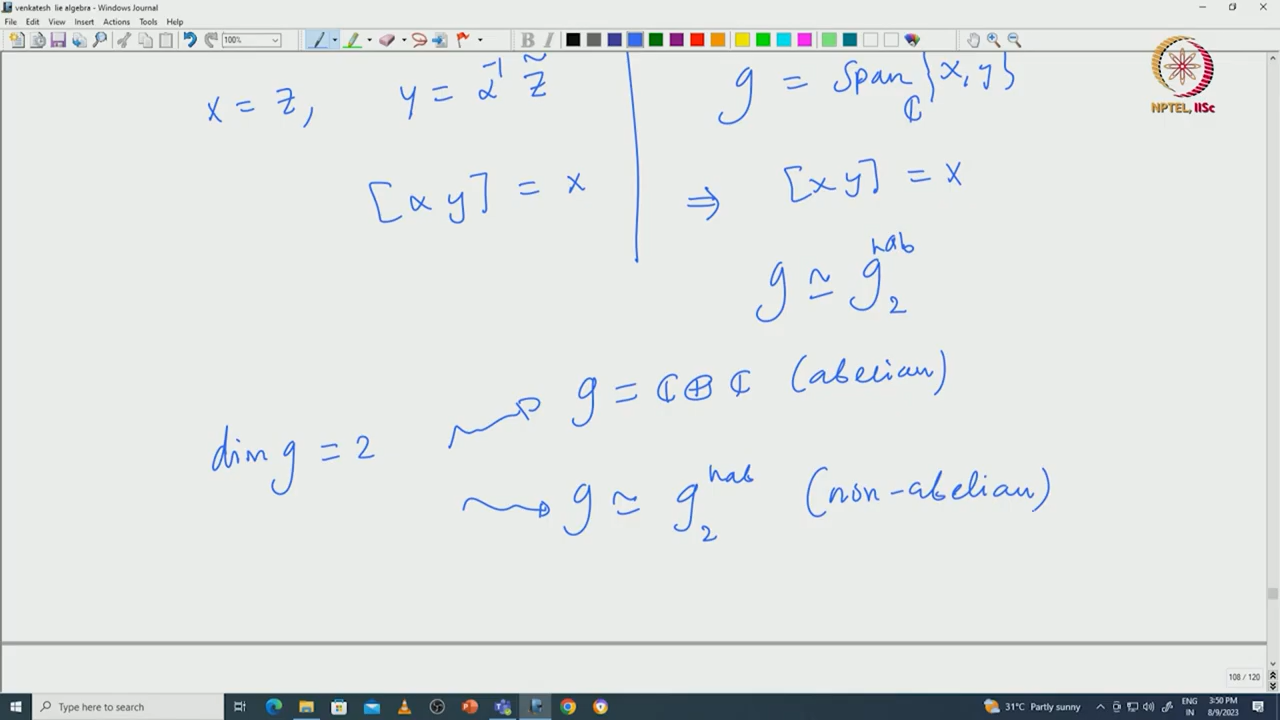 venkatesh lie algebra - Windows Journal
File Edit View Insert Actions Tools Help
100%
B I
NPTEL, IISc
x = z, y = α⁻¹ z̃
[x y] = x
g = Span_ℂ {x, y}
⇒ [x y] = x
g ≃ g₂^nab
dim g = 2
g = ℂ ⊕ ℂ (abelian)
g ≃ g₂^nab (non-abelian)
108 / 120
Type here to search
31°C Partly sunny
ENG
IN
3:50 PM
8/9/2023